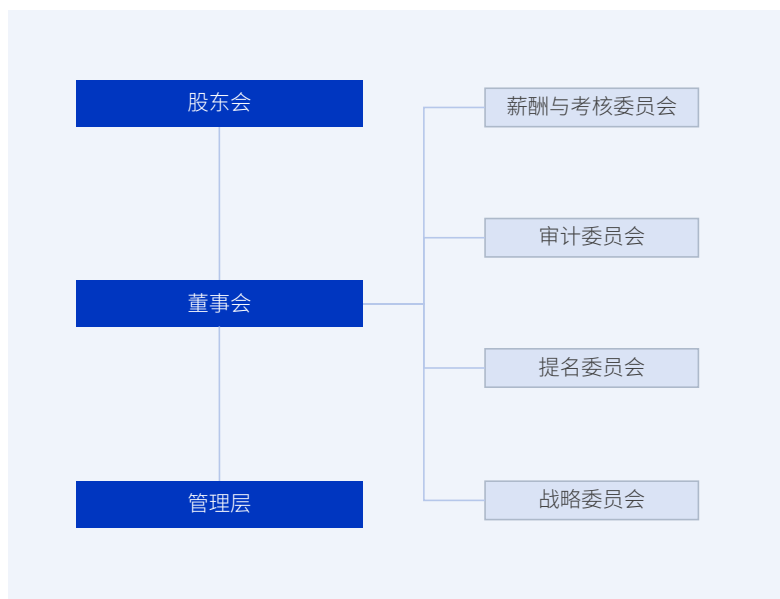 股东会
董事会
管理层
薪酬与考核委员会
审计委员会
提名委员会
战略委员会